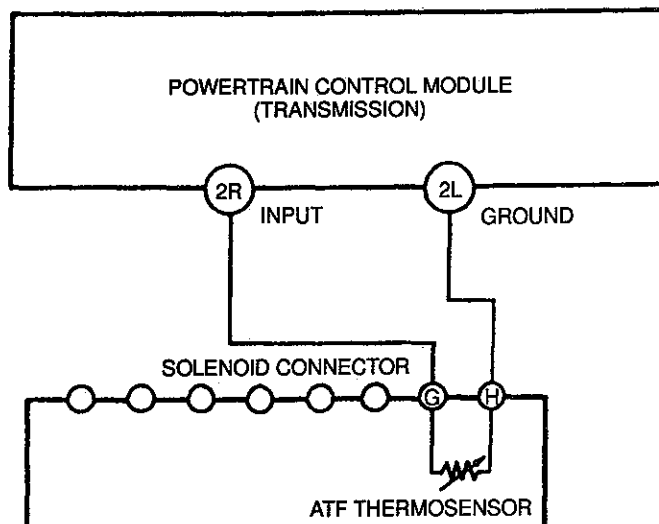 POWERTRAIN CONTROL MODULE
(TRANSMISSION)
2R
2L
INPUT
GROUND
SOLENOID CONNECTOR
G
H
ATF THERMOSENSOR